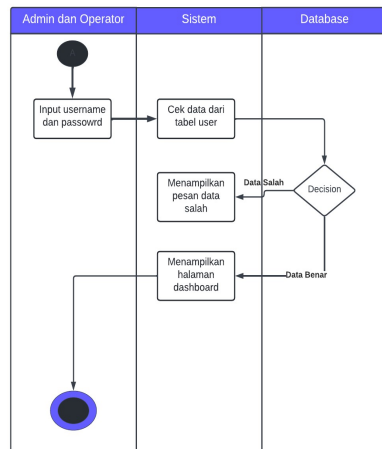 Admin dan Operator
Sistem
Database
Input username
dan passowrd
Cek data dari
tabel user
Menampilkan
pesan data
salah
Data Salah
Decision
Menampilkan
halaman
dashboard
Data Benar